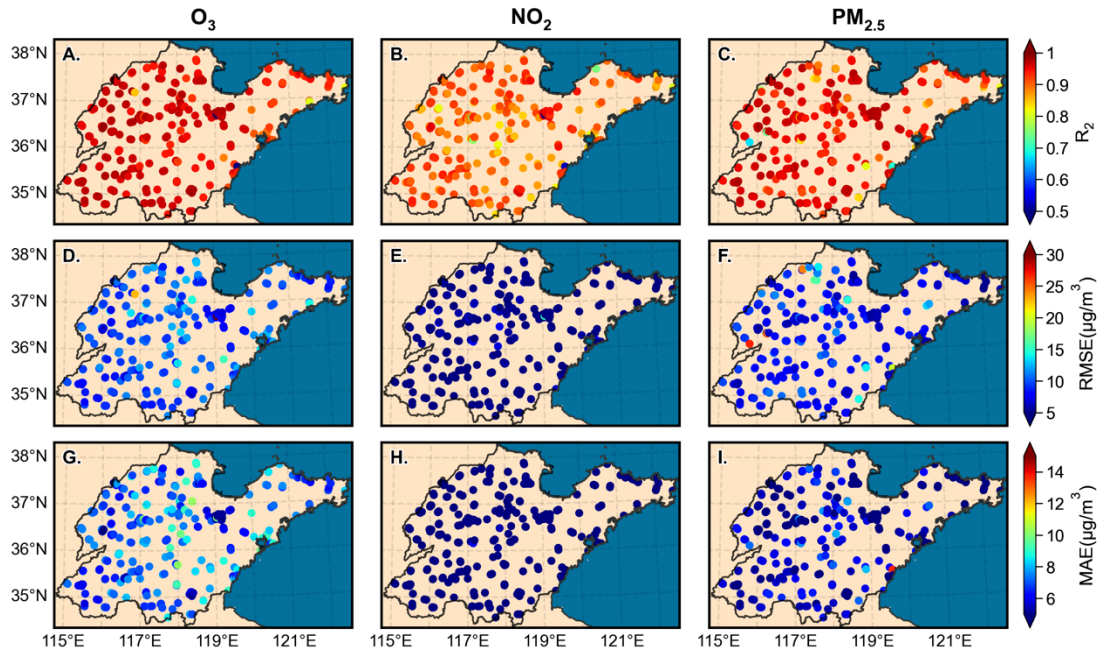 O₃ NO₂ PM₂.₅
38°N A. B. C. 1
37°N 0.9
36°N 0.8
35°N 0.7
0.6
0.5
R₂
38°N D. E. F. 30
37°N 25
36°N 20
35°N 15
10
5
RMSE(μg/m³)
38°N G. H. I. 14
37°N 12
36°N 10
35°N 8
6
MAE(μg/m³)
115°E 117°E 119°E 121°E 115°E 117°E 119°E 121°E 115°E 117°E 119°E 121°E